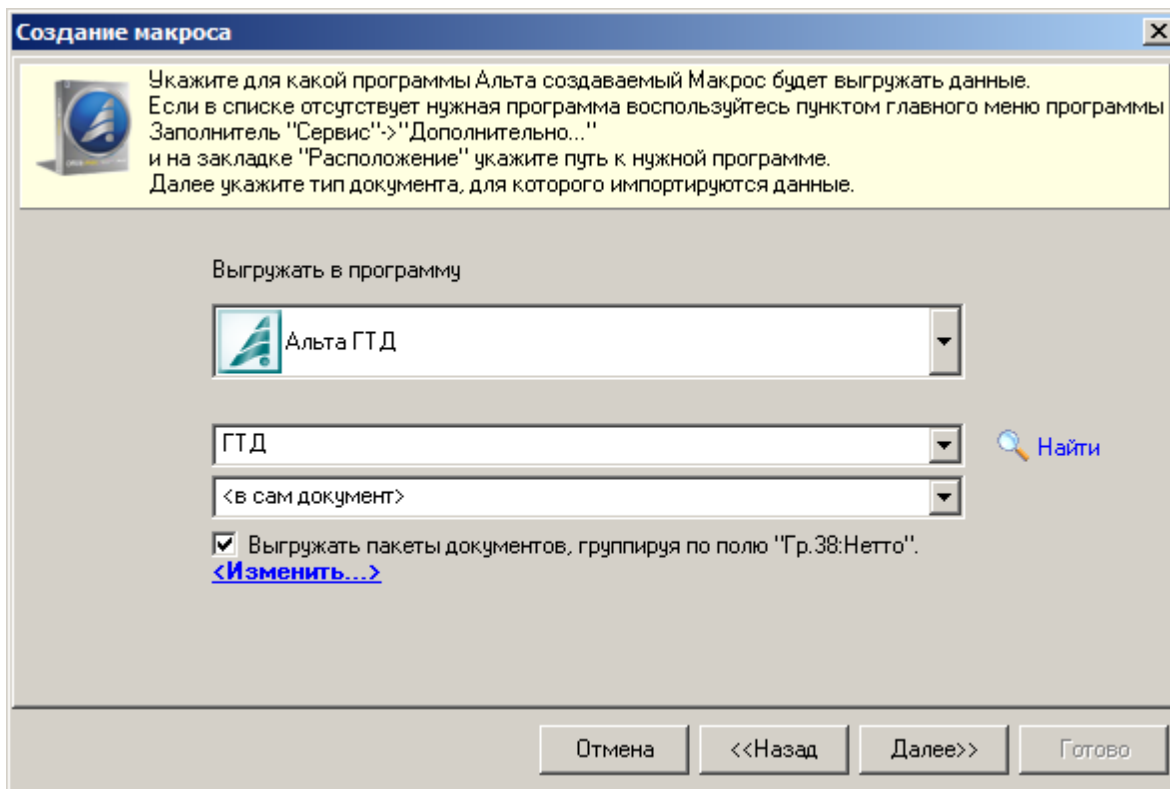 Создание макроса
Укажите для какой программы Альта создаваемый Макрос будет выгружать данные.
Если в списке отсутствует нужная программа воспользуйтесь пунктом главного меню программы
Заполнитель "Сервис"->"Дополнительно..."
и на закладке "Расположение" укажите путь к нужной программе.
Далее укажите тип документа, для которого импортируются данные.
Выгружать в программу
Альта ГТД
ГТД
Найти
<в сам документ>
Выгружать пакеты документов, группируя по полю "Гр.38:Нетто".
<Изменить...>
Отмена
<<Назад
Далее>>
Готово